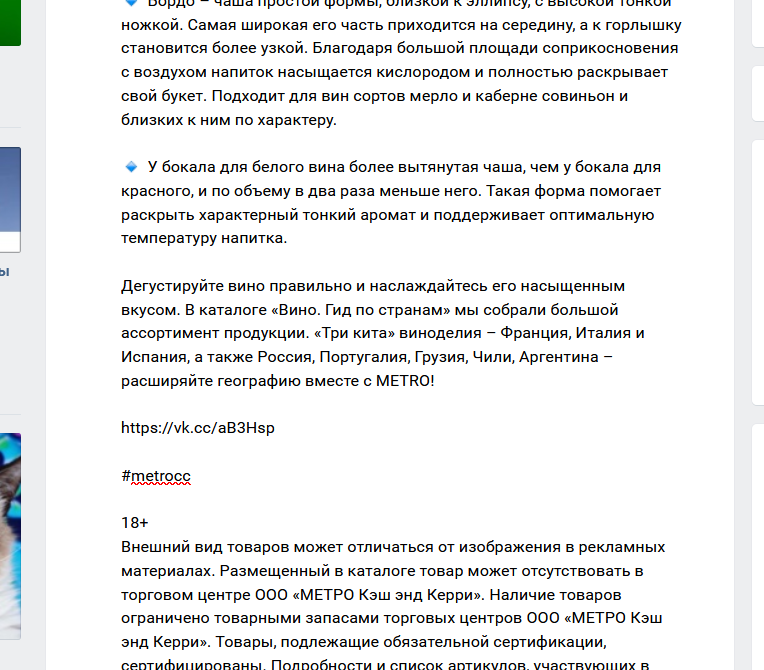 Бордо – чаша простой формы, близкой к эллипсу, с высокой тонкой
ножкой. Самая широкая его часть приходится на середину, а к горлышку
становится более узкой. Благодаря большой площади соприкосновения
с воздухом напиток насыщается кислородом и полностью раскрывает
свой букет. Подходит для вин сортов мерло и каберне совиньон и
близких к ним по характеру.
У бокала для белого вина более вытянутая чаша, чем у бокала для
красного, и по объему в два раза меньше него. Такая форма помогает
раскрыть характерный тонкий аромат и поддерживает оптимальную
температуру напитка.
ы
Дегустируйте вино правильно и наслаждайтесь его насыщенным
вкусом. В каталоге «Вино. Гид по странам» мы собрали большой
ассортимент продукции. «Три кита» виноделия – Франция, Италия и
Испания, а также Россия, Португалия, Грузия, Чили, Аргентина –
расширяйте географию вместе с METRO!
https://vk.cc/aB3Hsp
#metrocc
18+
Внешний вид товаров может отличаться от изображения в рекламных
материалах. Размещенный в каталоге товар может отсутствовать в
торговом центре ООО «МЕТРО Кэш энд Керри». Наличие товаров
ограничено товарными запасами торговых центров ООО «МЕТРО Кэш
энд Керри». Товары, подлежащие обязательной сертификации,
сертифицированы. Подробности и список артикулов, участвующих в